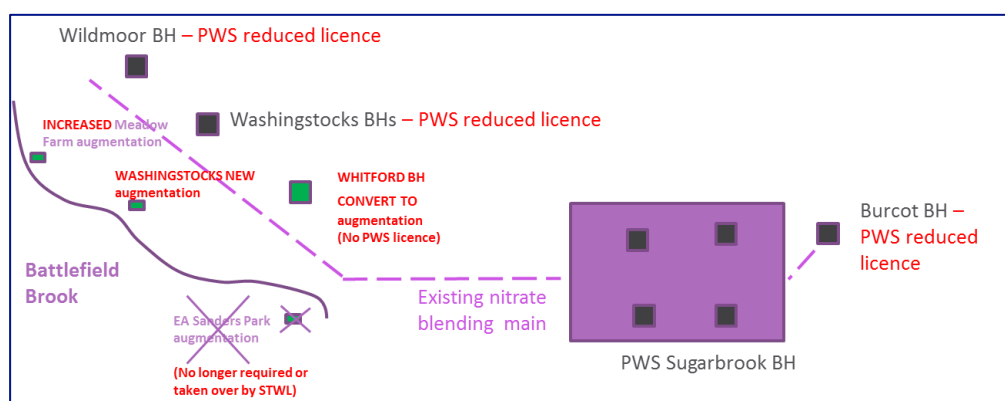 Wildmoor BH – PWS reduced licence
Washingstocks BHs – PWS reduced licence
INCREASED Meadow
Farm augmentation
WASHINGSTOCKS NEW
augmentation
WHITFORD BH
CONVERT TO
augmentation
(No PWS licence)
Burcot BH –
PWS reduced
licence
Battlefield
Brook
Existing nitrate
blending main
EA Sanders Park
augmentation
(No longer required or
taken over by STWL)
PWS Sugarbrook BH